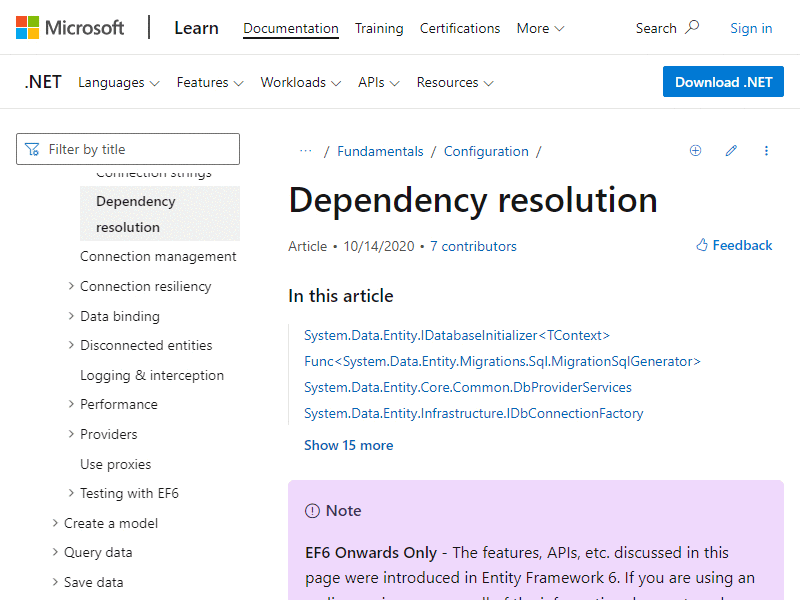 Microsoft
Learn
Documentation
Training
Certifications
More
Search
Sign in
.NET
Languages
Features
Workloads
APIs
Resources
Download .NET
Filter by title
Connection strings
Dependency
resolution
Connection management
Connection resiliency
Data binding
Disconnected entities
Logging & interception
Performance
Providers
Use proxies
Testing with EF6
Create a model
Query data
Save data
··· / Fundamentals / Configuration /
Dependency resolution
Article • 10/14/2020 • 7 contributors
Feedback
In this article
System.Data.Entity.IDatabaseInitializer<TContext>
Func<System.Data.Entity.Migrations.Sql.MigrationSqlGenerator>
System.Data.Entity.Core.Common.DbProviderServices
System.Data.Entity.Infrastructure.IDbConnectionFactory
Show 15 more
Note
EF6 Onwards Only - The features, APIs, etc. discussed in this
page were introduced in Entity Framework 6. If you are using an